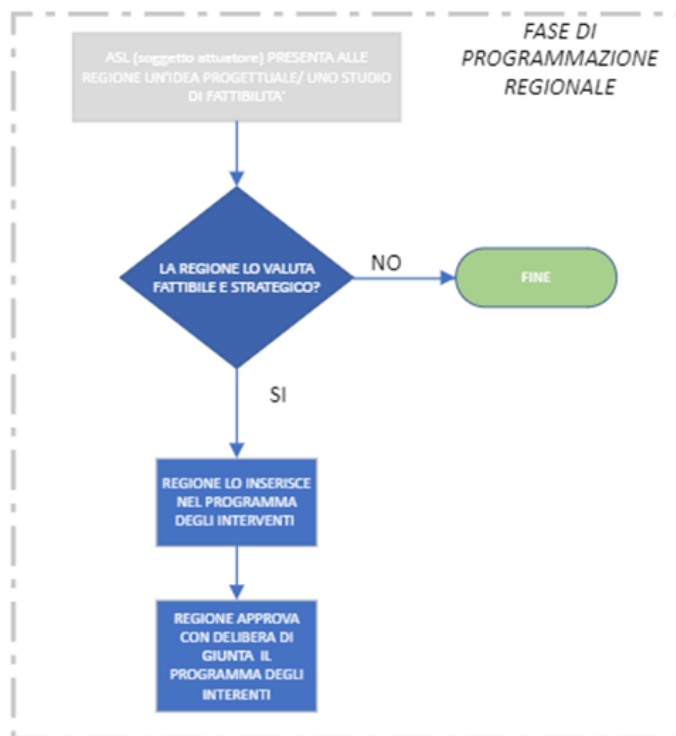 FASE DI
PROGRAMMAZIONE
REGIONALE
ASL (soggetto attuatore) PRESENTA ALLE
REGIONE UN'IDEA PROGETTUALE/ UNO STUDIO
DI FATTIBILITA'
LA REGIONE LO VALUTA
FATTIBILE E STRATEGICO?
NO
FINE
SI
REGIONE LO INSERISCE
NEL PROGRAMMA
DEGLI INTERVENTI
REGIONE APPROVA
CON DELIBERA DI
GIUNTA IL
PROGRAMMA DEGLI
INTERENTI